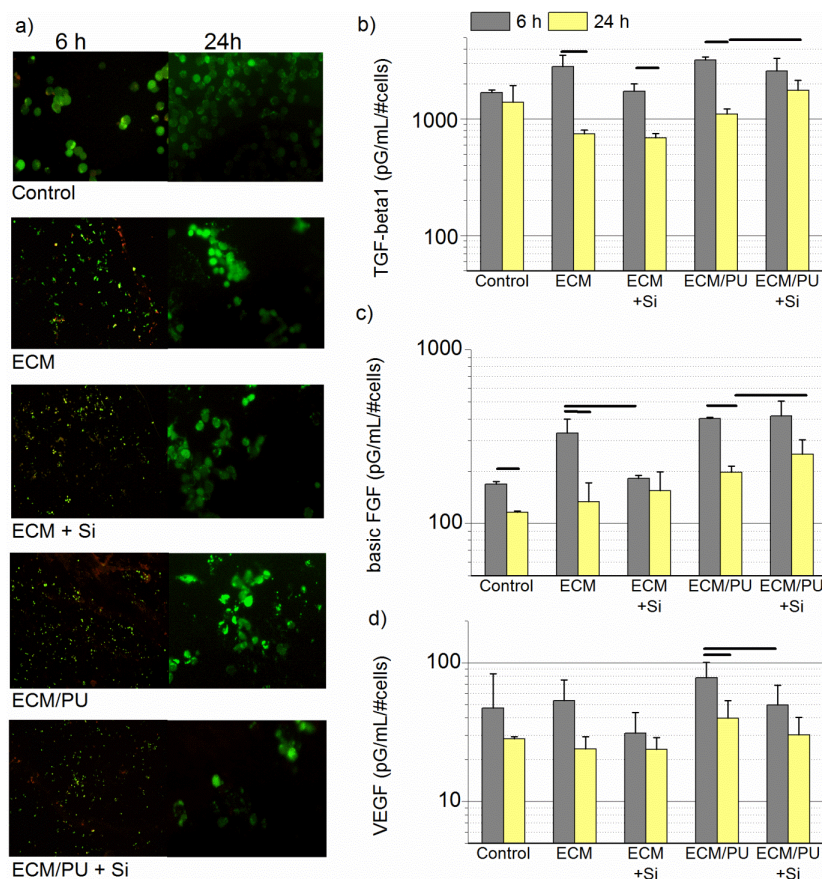 a)
6 h
24h
Control
ECM
ECM + Si
ECM/PU
ECM/PU + Si
b)
6 h
24 h
TGF-beta1 (pG/mL/#cells)
1000
100
Control
ECM
ECM
+Si
ECM/PU
ECM/PU
+Si
c)
basic FGF (pG/mL/#cells)
1000
100
Control
ECM
ECM
+Si
ECM/PU
ECM/PU
+Si
d)
VEGF (pG/mL/#cells)
100
10
Control
ECM
ECM
+Si
ECM/PU
ECM/PU
+Si